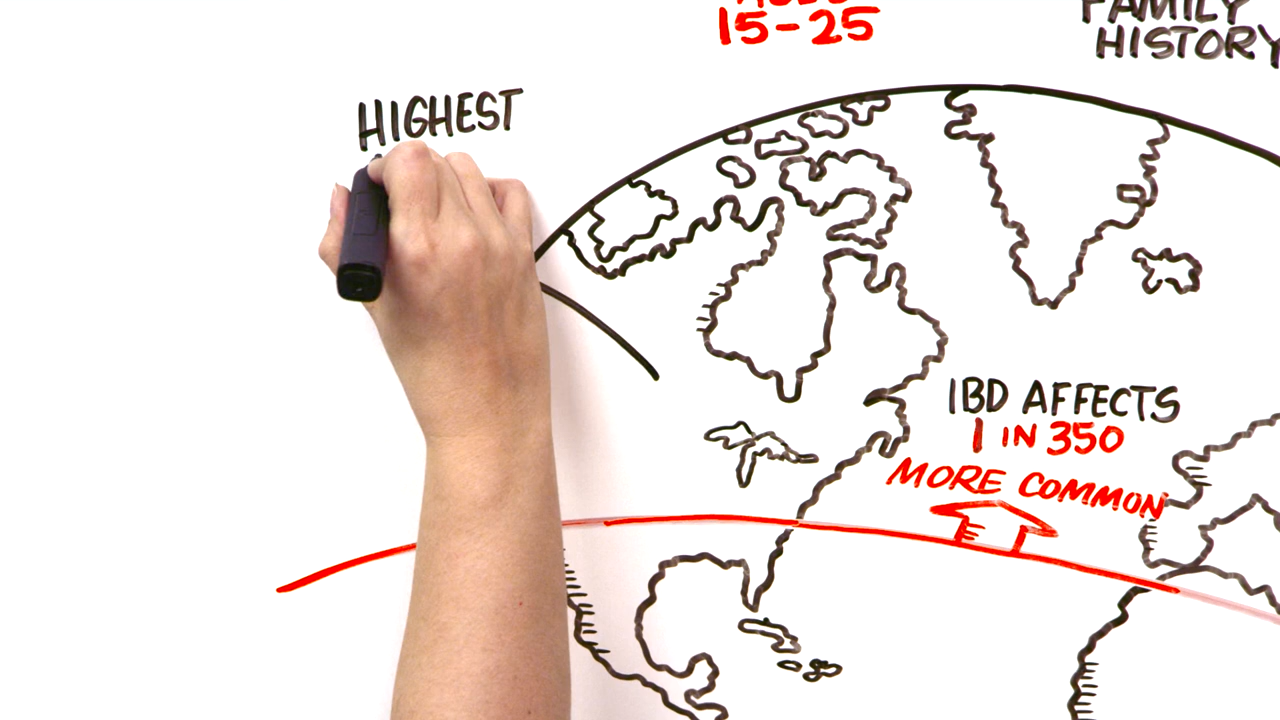 15-25
FAMILY
HISTORY
HIGHEST
IBD AFFECTS
1 IN 350
MORE COMMON